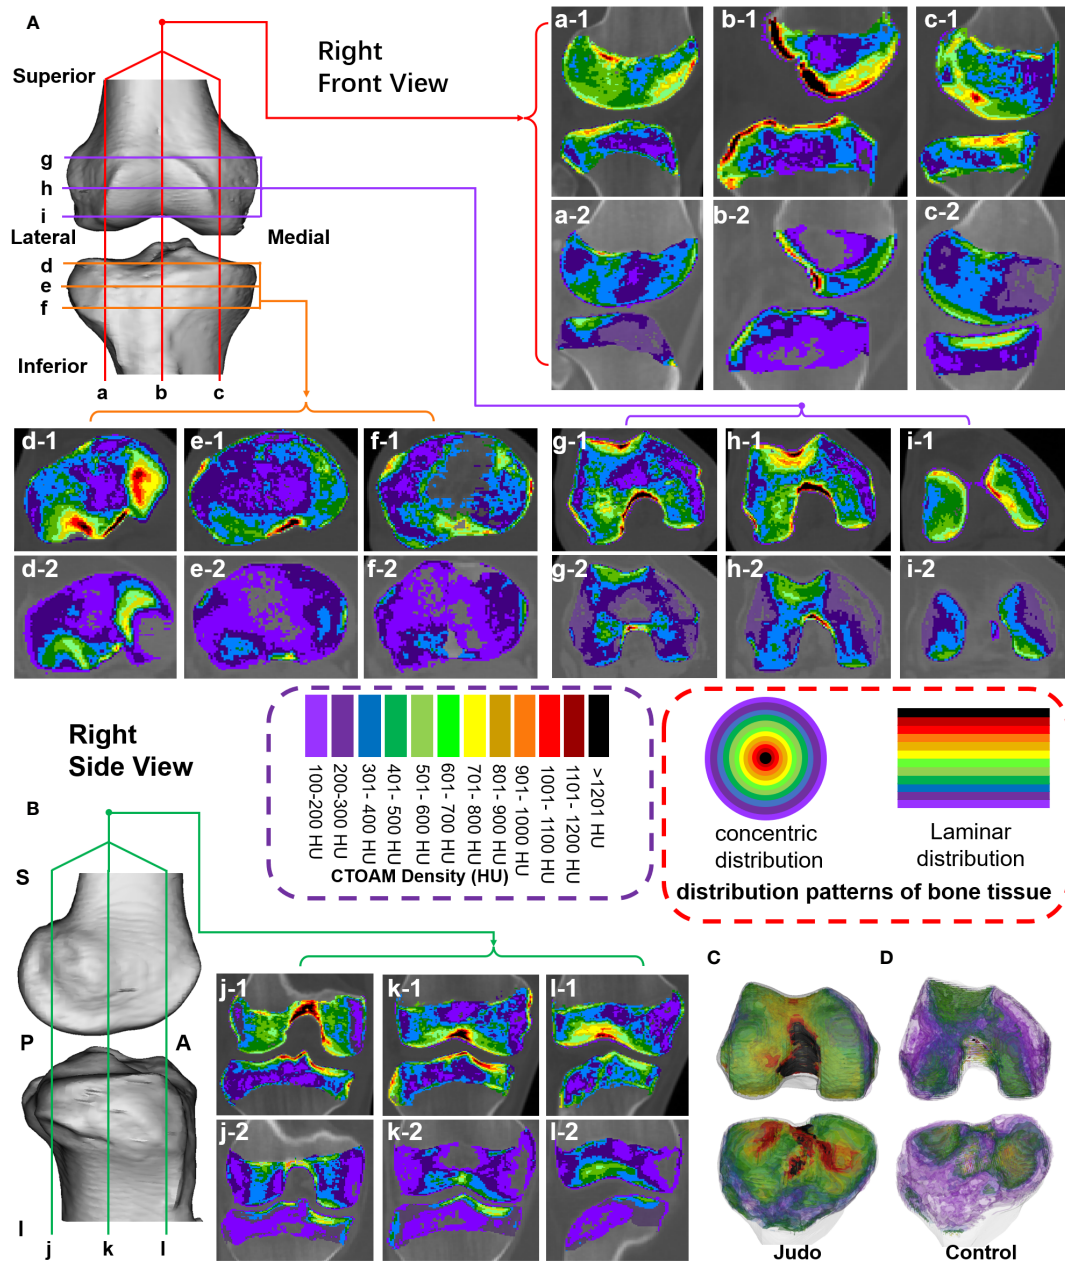 A
Right
Front View
Superior
g
h
i
Lateral
Medial
d
e
f
Inferior
a
b
c
a-1
b-1
c-1
a-2
b-2
c-2
d-1
e-1
f-1
g-1
h-1
i-1
d-2
e-2
f-2
g-2
h-2
i-2
Right
Side View
100-200 HU
200-300 HU
301- 400 HU
401- 500 HU
501- 600 HU
601- 700 HU
701- 800 HU
801- 900 HU
901- 1000 HU
1001- 1100 HU
1101- 1200 HU
>1201 HU
CTOAM Density (HU)
concentric
distribution
Laminar
distribution
distribution patterns of bone tissue
B
S
P
A
I
j
k
l
j-1
k-1
l-1
j-2
k-2
l-2
C
D
Judo
Control